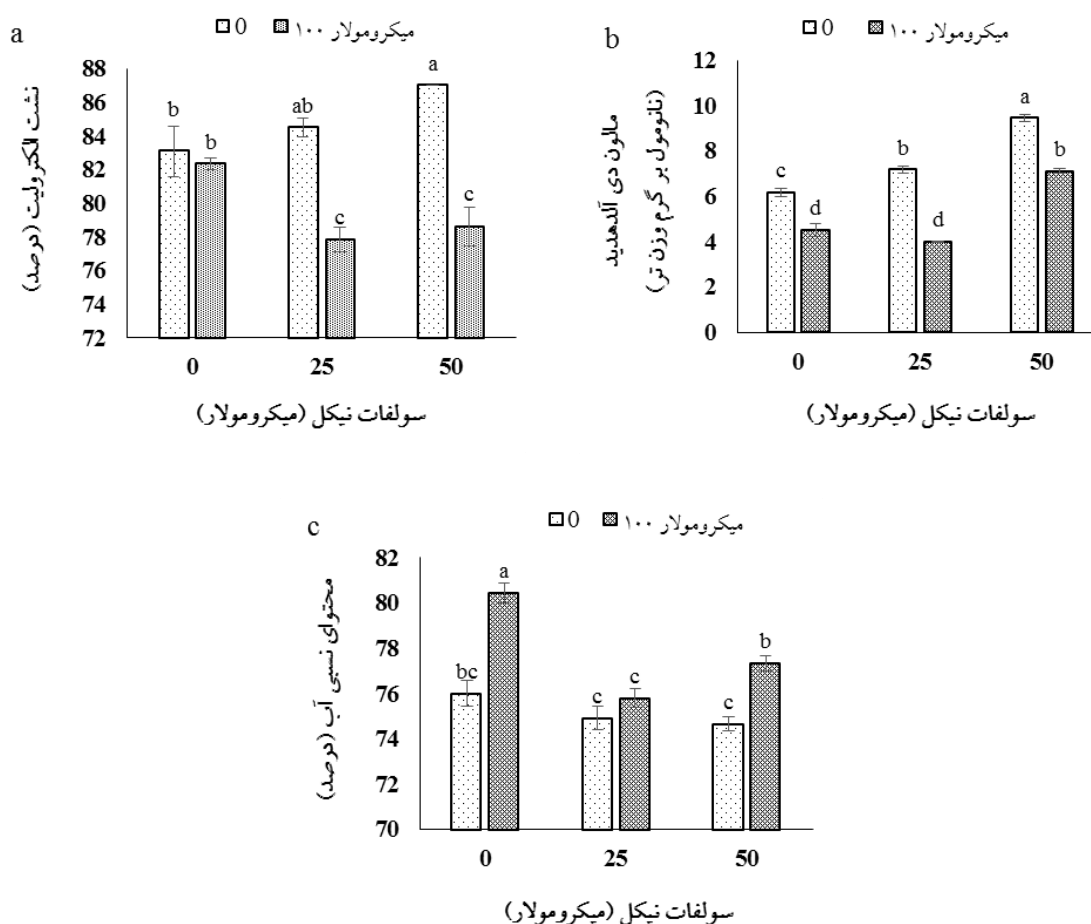 a
0 ۱۰۰ میکرومولار
نشت الکترولیت (درصد)
88
86
84
82
80
78
76
74
72
b b ab c a c
0 25 50
سولفات نیکل (میکرومولار)
b
0 ۱۰۰ میکرومولار
مالون دی آلدهدید
(نانومول بر گرم وزن تر)
12
10
8
6
4
2
0
c d b d a b
0 25 50
سولفات نیکل (میکرومولار)
c
0 ۱۰۰ میکرومولار
محتوای نسبی آب (درصد)
82
80
78
76
74
72
70
bc a c c c b
0 25 50
سولفات نیکل (میکرومولار)